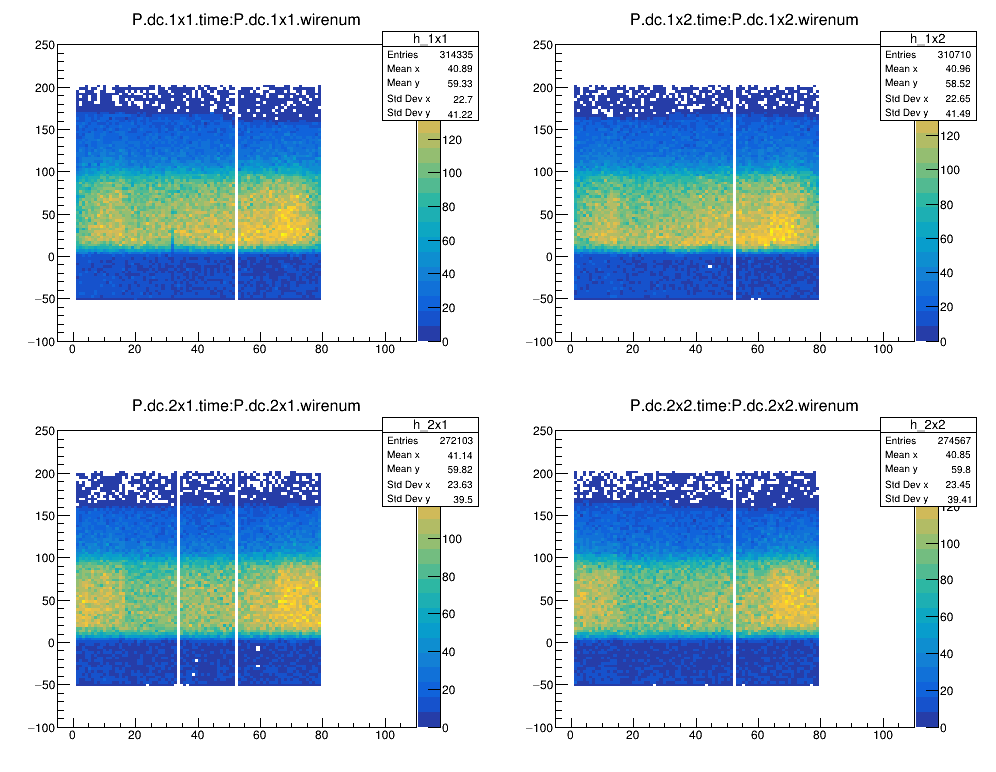 P.dc.1x1.time:P.dc.1x1.wirenum
h_1x1
Entries 314335
Mean x 40.89
Mean y 59.33
Std Dev x 22.7
Std Dev y 41.22
250
200
150
100
50
0
−50
−100
0 20 40 60 80 100
120
100
80
60
40
20
0
P.dc.1x2.time:P.dc.1x2.wirenum
h_1x2
Entries 310710
Mean x 40.96
Mean y 58.52
Std Dev x 22.65
Std Dev y 41.49
250
200
150
100
50
0
−50
−100
0 20 40 60 80 100
120
100
80
60
40
20
0
P.dc.2x1.time:P.dc.2x1.wirenum
h_2x1
Entries 272103
Mean x 41.14
Mean y 59.82
Std Dev x 23.63
Std Dev y 39.5
250
200
150
100
50
0
−50
−100
0 20 40 60 80 100
100
80
60
40
20
0
P.dc.2x2.time:P.dc.2x2.wirenum
h_2x2
Entries 274567
Mean x 40.85
Mean y 59.8
Std Dev x 23.45
Std Dev y 39.41
250
200
150
100
50
0
−50
−100
0 20 40 60 80 100
120
100
80
60
40
20
0